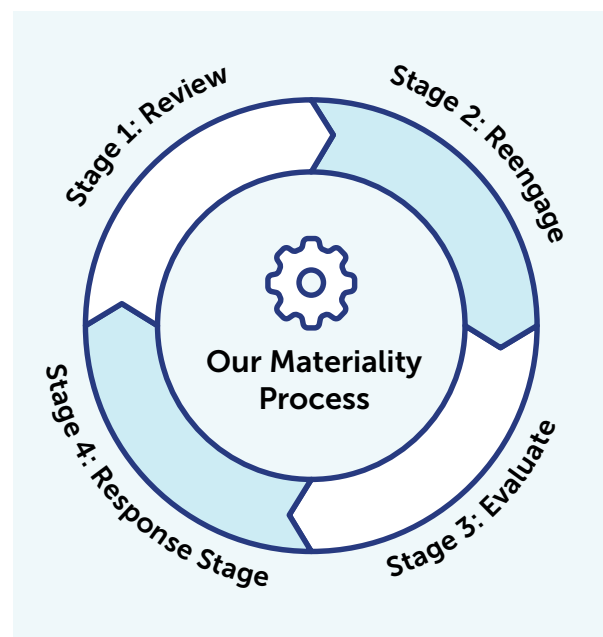 Stage 1: Review
Stage 2: Reengage
Our Materiality
Process
Stage 3: Evaluate
Stage 4: Response Stage